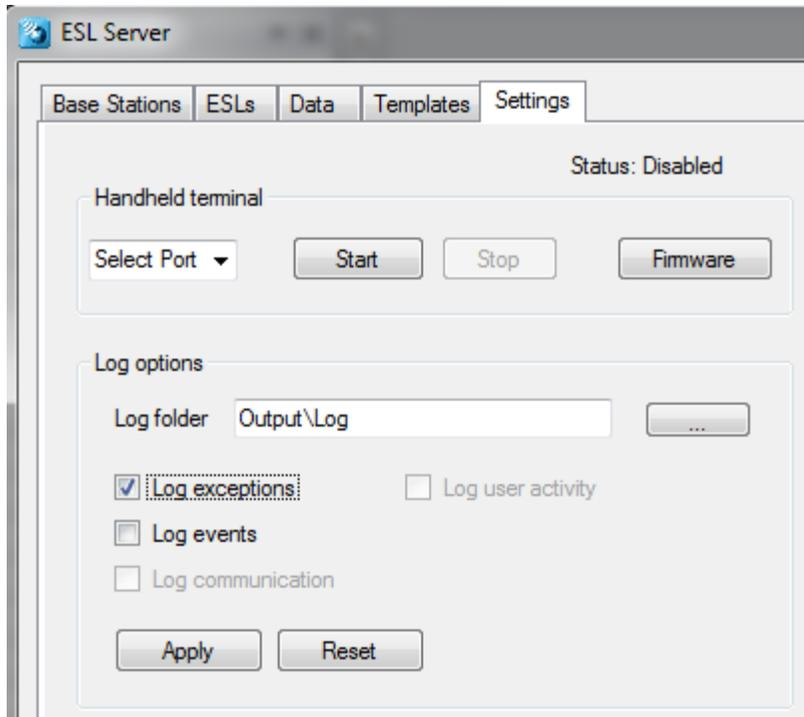 ESL Server
Base Stations ESLs Data Templates Settings
Status: Disabled
Handheld terminal
Select Port Start Stop Firmware
Log options
Log folder Output\Log ...
Log exceptions Log user activity
Log events
Log communication
Apply Reset